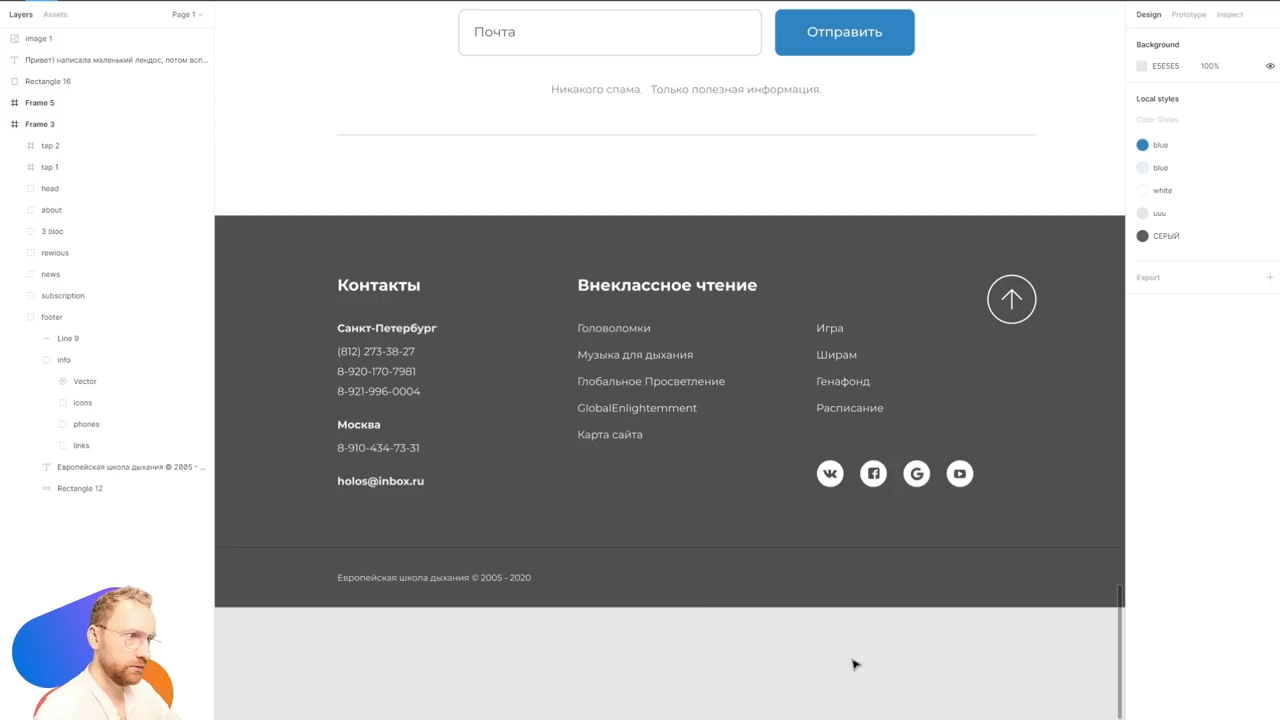 Layers
Assets
Page 1
image 1
Привет) написала маленький лендос, потом всп...
Rectangle 16
Frame 5
Frame 3
tap 2
tap 1
head
about
3 bloc
rewious
news
subscription
footer
Line 9
info
Vector
icons
phones
links
Европейская школа дыхания © 2005 - ...
Rectangle 12
Почта
Отправить
Никакого спама. Только полезная информация.
Контакты
Санкт-Петербург
(812) 273-38-27
8-920-170-7981
8-921-996-0004
Москва
8-910-434-73-31
holos@inbox.ru
Внеклассное чтение
Головоломки
Музыка для дыхания
Глобальное Просветление
GlobalEnlightemment
Карта сайта
Игра
Ширам
Генафонд
Расписание
Европейская школа дыхания © 2005 - 2020
Design
Prototype
Inspect
Background
E5E5E5
100%
Local styles
Color Styles
blue
blue
white
uuu
СЕРЫЙ
Export